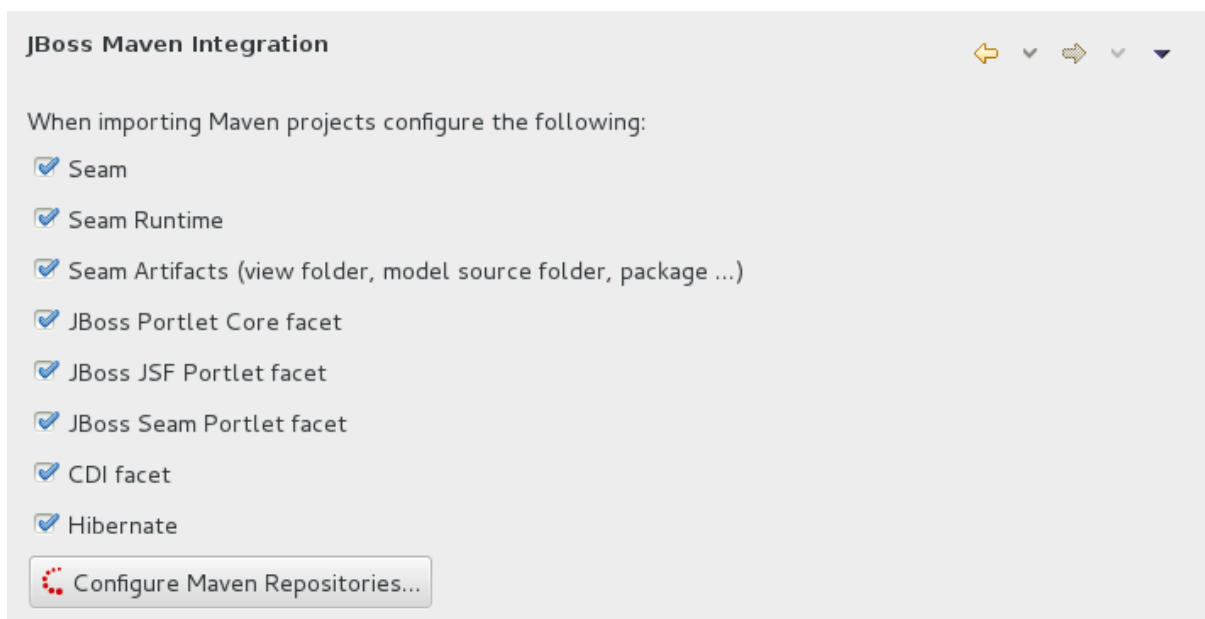 JBoss Maven Integration
When importing Maven projects configure the following:
Seam
Seam Runtime
Seam Artifacts (view folder, model source folder, package ...)
JBoss Portlet Core facet
JBoss JSF Portlet facet
JBoss Seam Portlet facet
CDI facet
Hibernate
Configure Maven Repositories...